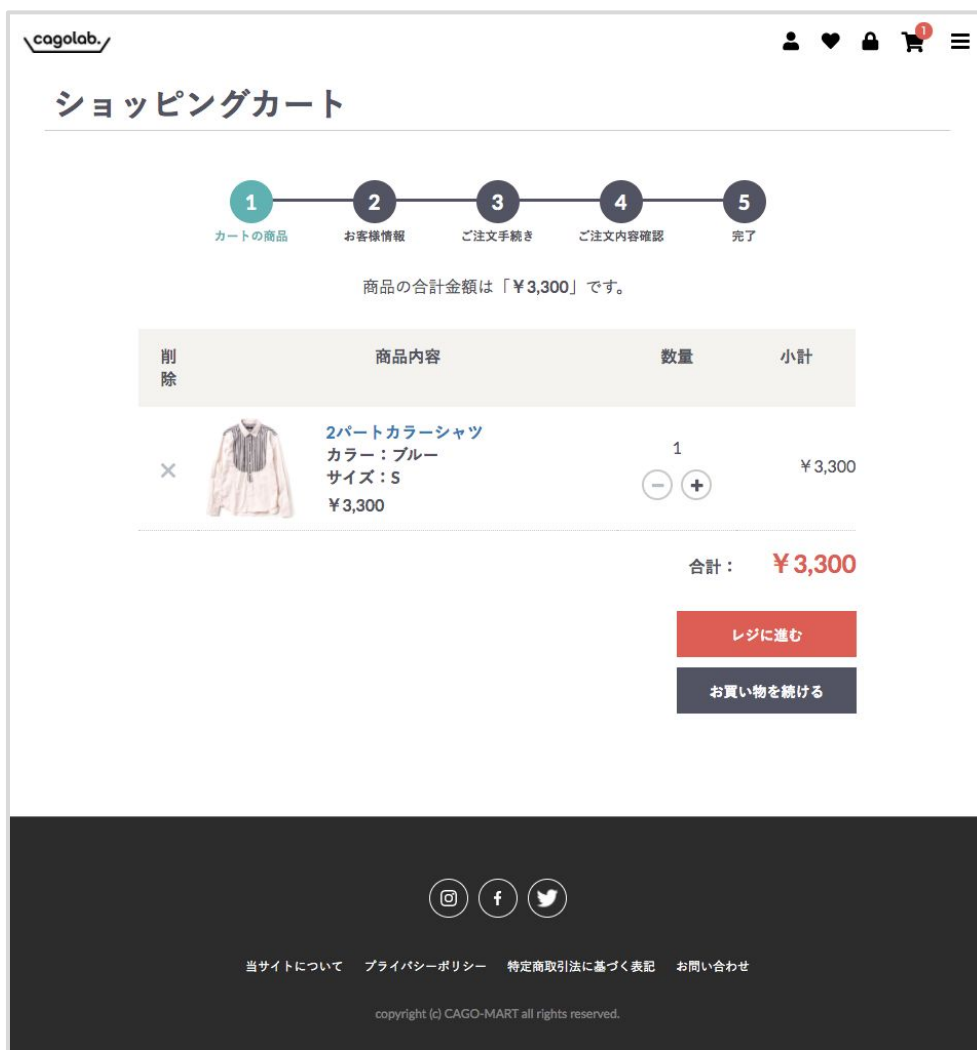 cagolab.
1
ショッピングカート
1 2 3 4 5
カートの商品 お客様情報 ご注文手続き ご注文内容確認 完了
商品の合計金額は「¥3,300」です。
削除 商品内容 数量 小計
2パートカラーシャツ
カラー：ブルー
サイズ：S
¥3,300
1
¥3,300
合計： ¥3,300
レジに進む
お買い物を続ける
当サイトについて プライバシーポリシー 特定商取引法に基づく表記 お問い合わせ
copyright (c) CAGO-MART all rights reserved.